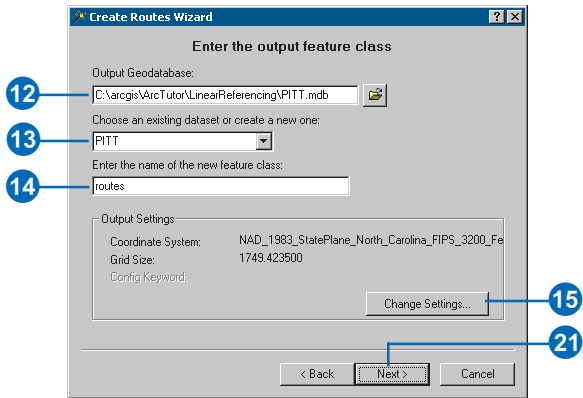 Create Routes Wizard
Enter the output feature class
Output Geodatabase:
12
C:\arcgis\ArcTutor\LinearReferencing\PITT.mdb
Choose an existing dataset or create a new one:
13
PITT
Enter the name of the new feature class:
14
routes
Output Settings
Coordinate System: NAD_1983_StatePlane_North_Carolina_FIPS_3200_Fe
Grid Size: 1749.423500
Config Keyword:
Change Settings...
15
21
< Back
Next >
Cancel